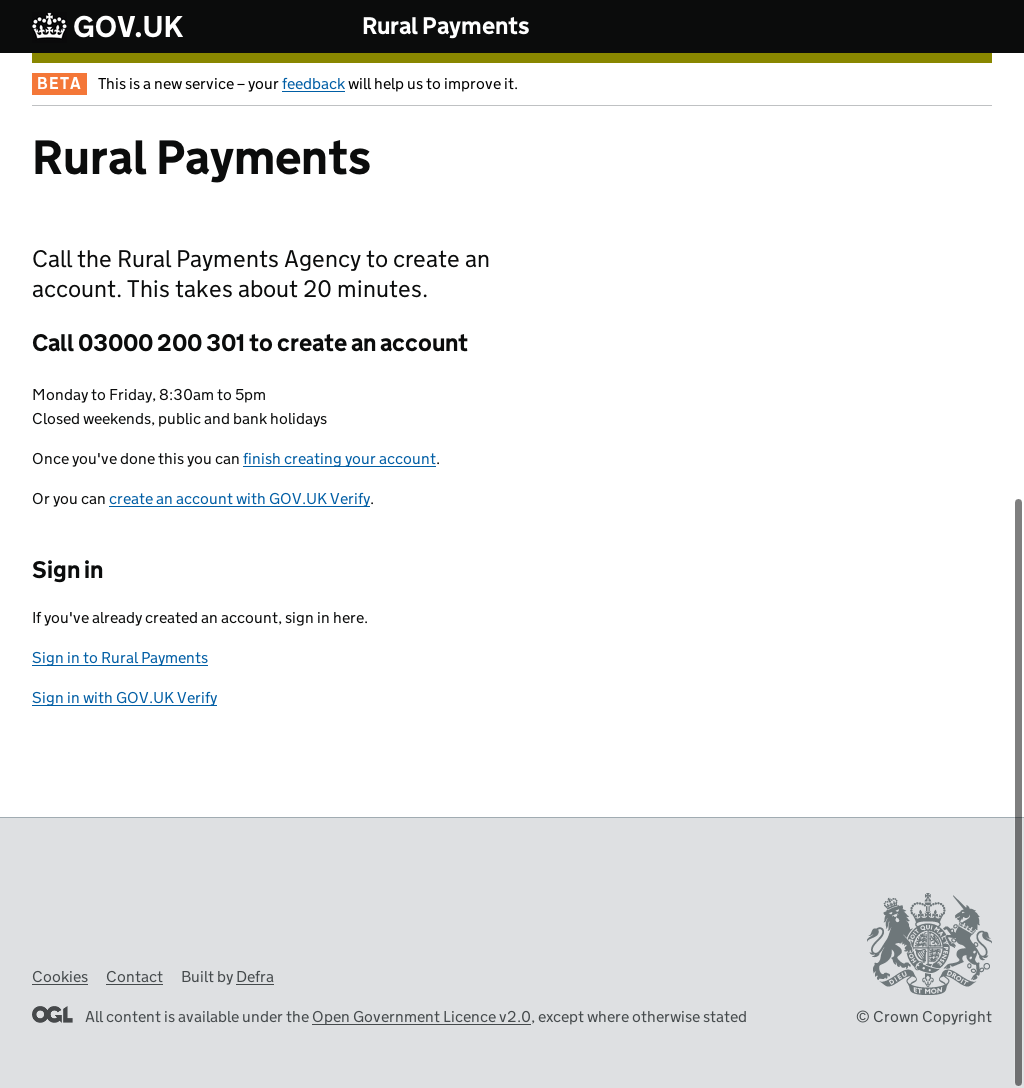 GOV.UK Rural Payments
BETA This is a new service – your feedback will help us to improve it.
Rural Payments
Call the Rural Payments Agency to create an
account. This takes about 20 minutes.
Call 03000 200 301 to create an account
Monday to Friday, 8:30am to 5pm
Closed weekends, public and bank holidays
Once you've done this you can finish creating your account.
Or you can create an account with GOV.UK Verify.
Sign in
If you've already created an account, sign in here.
Sign in to Rural Payments
Sign in with GOV.UK Verify
DIEU ET MON DROIT
Cookies Contact Built by Defra
OGL All content is available under the Open Government Licence v2.0, except where otherwise stated
© Crown Copyright